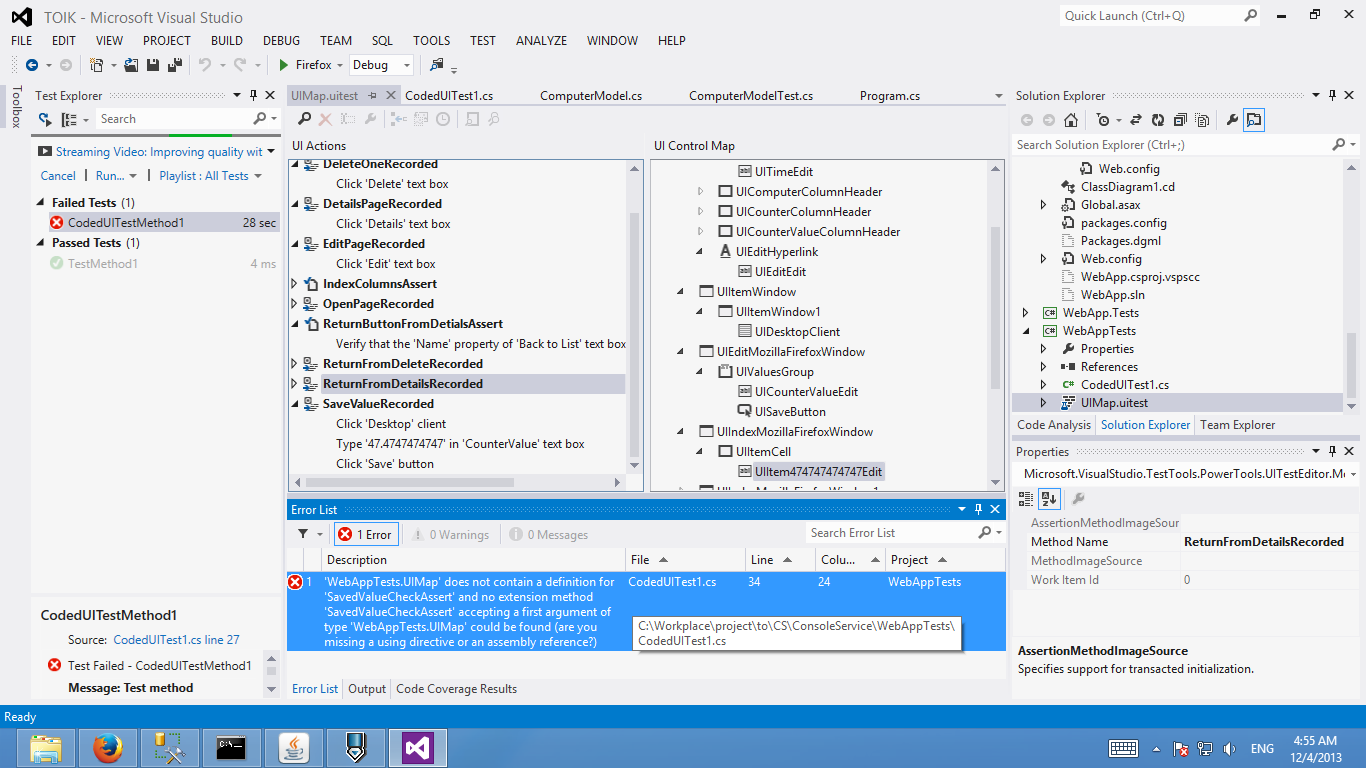 TOIK - Microsoft Visual Studio
Quick Launch (Ctrl+Q)
FILE EDIT VIEW PROJECT BUILD DEBUG TEAM SQL TOOLS TEST ANALYZE WINDOW HELP
Firefox Debug
Toolbox
Test Explorer
Search
Streaming Video: Improving quality wit
Cancel Run... Playlist : All Tests
Failed Tests (1)
CodedUITestMethod1 28 sec
Passed Tests (1)
TestMethod1 4 ms
CodedUITestMethod1
Source: CodedUITest1.cs line 27
Test Failed - CodedUITestMethod1
Message: Test method
UIMap.uitest CodedUITest1.cs ComputerModel.cs ComputerModelTest.cs Program.cs
UI Actions
DeleteOneRecorded
Click 'Delete' text box
DetailsPageRecorded
Click 'Details' text box
EditPageRecorded
Click 'Edit' text box
IndexColumnsAssert
OpenPageRecorded
ReturnButtonFromDetialsAssert
Verify that the 'Name' property of 'Back to List' text box
ReturnFromDeleteRecorded
ReturnFromDetailsRecorded
SaveValueRecorded
Click 'Desktop' client
Type '47.4747474747' in 'CounterValue' text box
Click 'Save' button
UI Control Map
UITimeEdit
UIComputerColumnHeader
UICounterColumnHeader
UICounterValueColumnHeader
UIEditHyperlink
UIEditEdit
UIItemWindow
UIItemWindow1
UIDesktopClient
UIEditMozillaFirefoxWindow
UIValuesGroup
UICounterValueEdit
UISaveButton
UIIndexMozillaFirefoxWindow
UIItemCell
UIItem474747474747Edit
UIIndexMozillaFirefoxWindow1
Error List
1 Error 0 Warnings 0 Messages
Search Error List
Description File Line Colu... Project
1 'WebAppTests.UIMap' does not contain a definition for CodedUITest1.cs 34 24 WebAppTests
'SavedValueCheckAssert' and no extension method
'SavedValueCheckAssert' accepting a first argument of
type 'WebAppTests.UIMap' could be found (are you
missing a using directive or an assembly reference?)
C:\Workplace\project\to\CS\ConsoleService\WebAppTests\
CodedUITest1.cs
Error List Output Code Coverage Results
Solution Explorer
Search Solution Explorer (Ctrl+;)
Web.config
ClassDiagram1.cd
Global.asax
packages.config
Packages.dgml
Web.config
WebApp.csproj.vspscc
WebApp.sln
WebApp.Tests
WebAppTests
Properties
References
CodedUITest1.cs
UIMap.uitest
Code Analysis Solution Explorer Team Explorer
Properties
Microsoft.VisualStudio.TestTools.PowerTools.UITestEditor.Mo
AssertionMethodImageSour
Method Name ReturnFromDetailsRecorded
MethodImageSource
Work Item Id 0
AssertionMethodImageSource
Specifies support for transacted initialization.
Ready
ENG
4:55 AM
12/4/2013